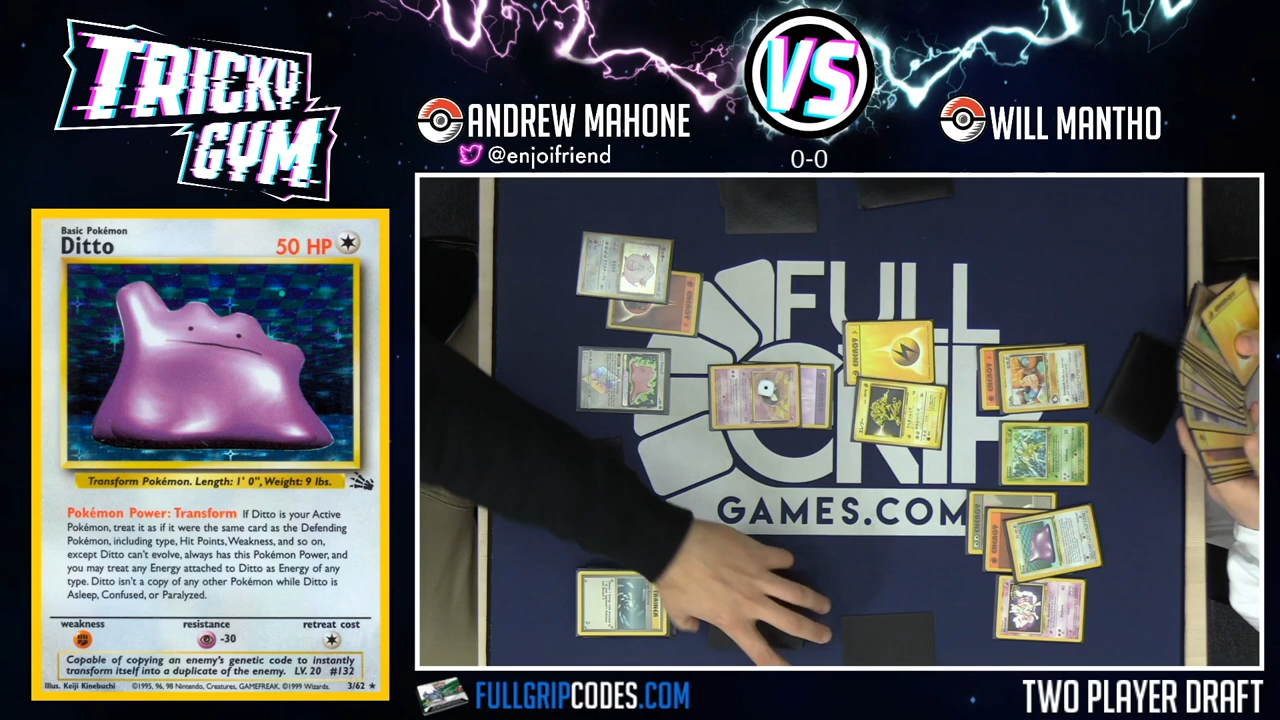 TRICKY
GYM
ANDREW MAHONE
@enjoifriend
VS
0-0
WILL MANTHO
Basic Pokémon
Ditto
50 HP
Transform Pokémon. Length: 1' 0", Weight: 9 lbs.
Pokémon Power: Transform If Ditto is your Active
Pokémon, treat it as if it were the same card as the Defending
Pokémon, including type, Hit Points, Weakness, and so on,
except Ditto can't evolve, always has this Pokémon Power, and
you may treat any Energy attached to Ditto as Energy of any
type. Ditto isn't a copy of any other Pokémon while Ditto is
Asleep, Confused, or Paralyzed.
weakness
resistance
retreat cost
-30
Capable of copying an enemy's genetic code to instantly
transform itself into a duplicate of the enemy. LV. 20 #132
Illus. Keiji Kinebuchi ©1995, 96, 98 Nintendo, Creatures, GAMEFREAK. ©1999 Wizards. 3/62 ★
FULL
GRIP
GAMES.COM
TRAINER
ENERGY
ENERGY
FULLGRIPCODES.COM
TWO PLAYER DRAFT